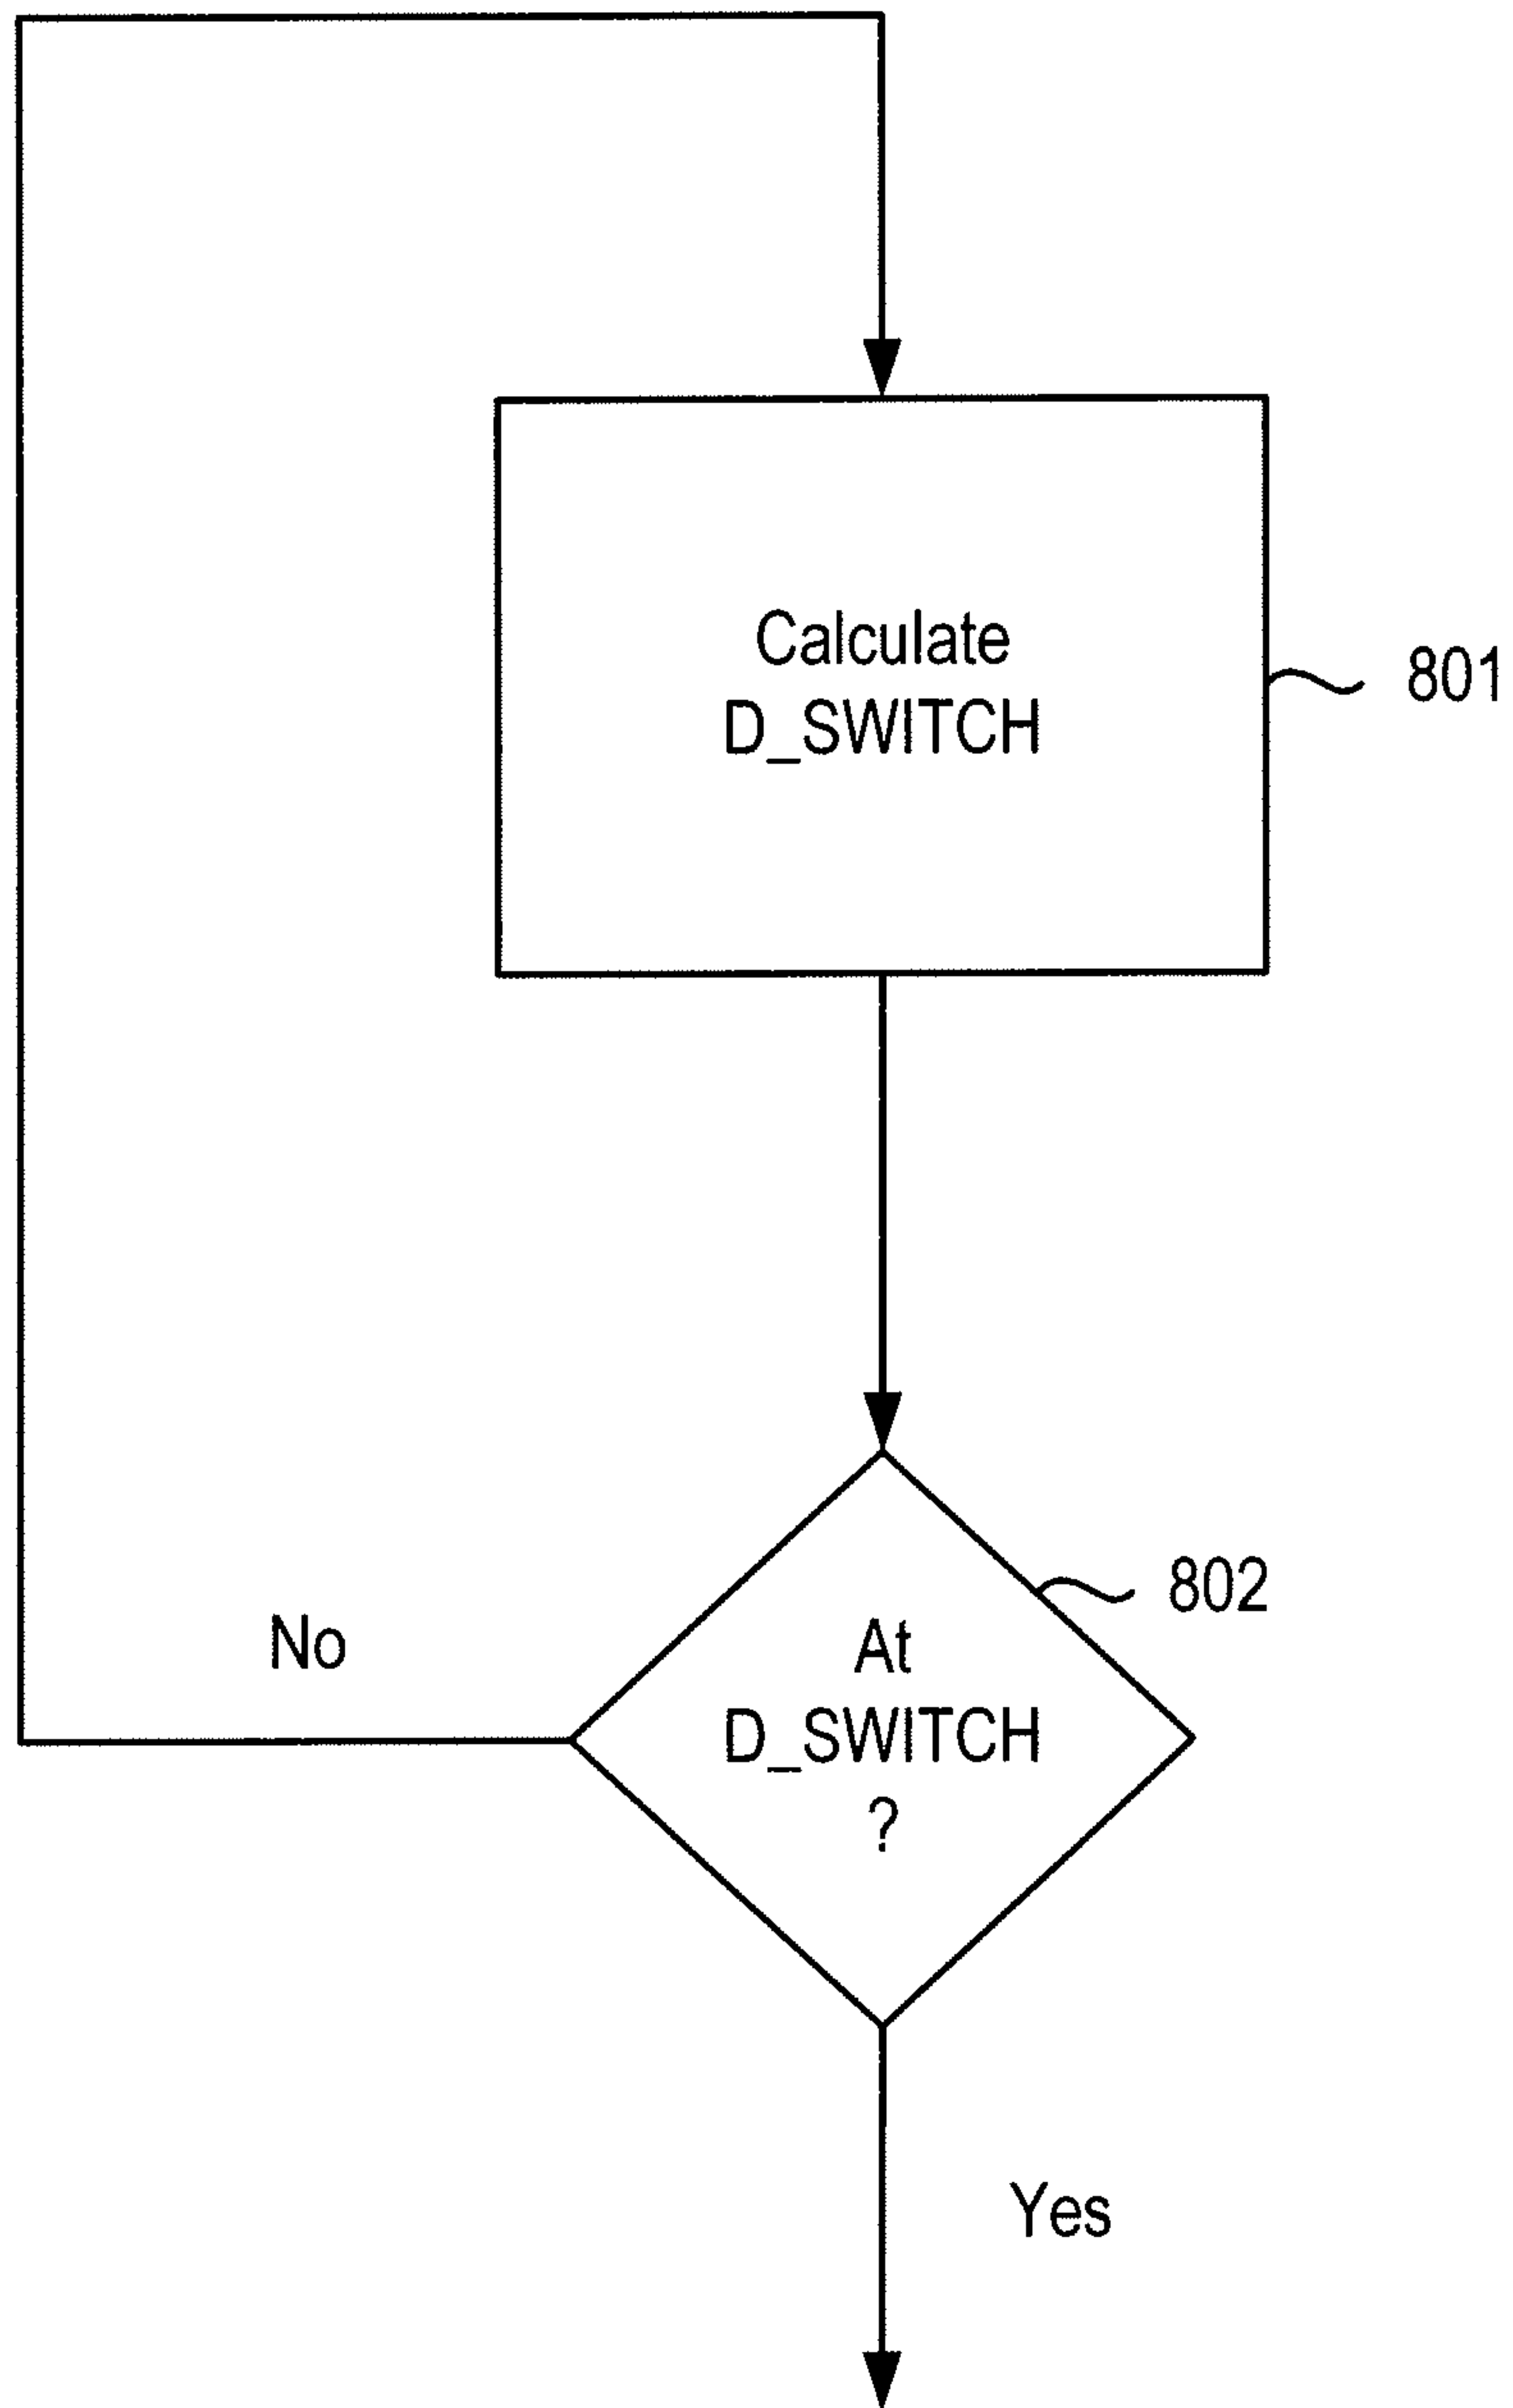 Calculate
D_SWITCH
801
802
At
D_SWITCH
?
No
Yes